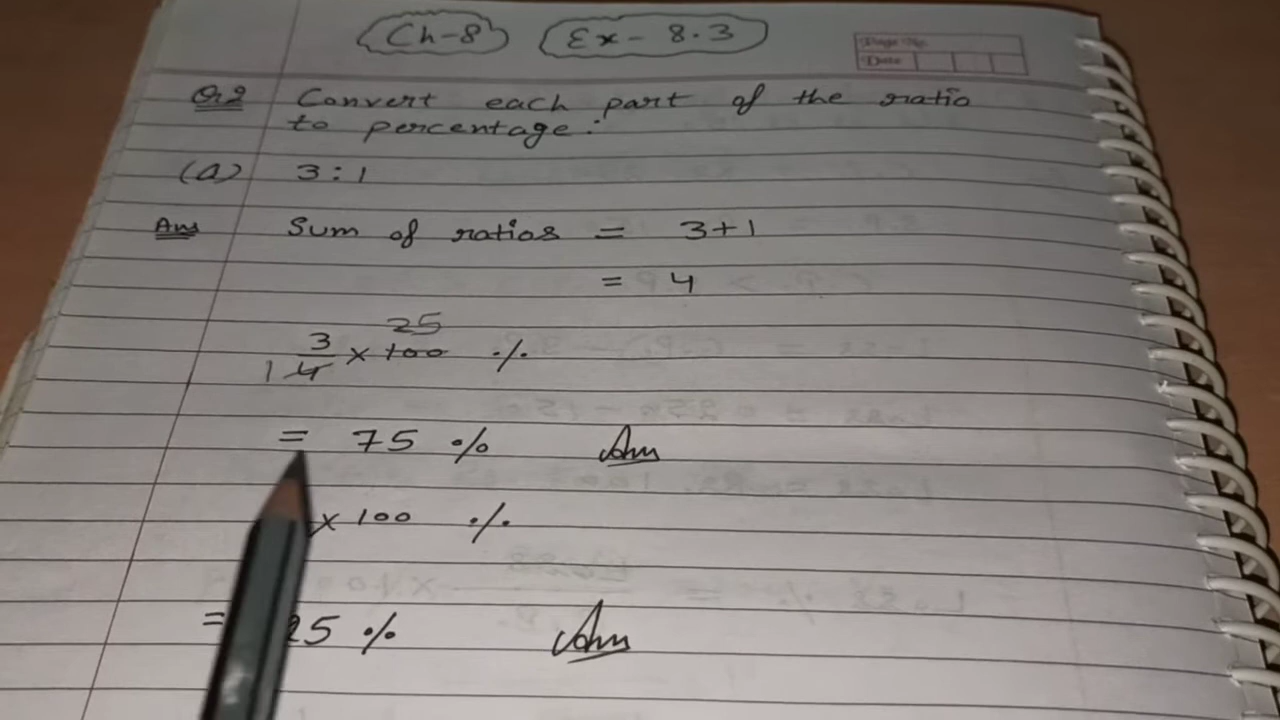 Ch-8 Ex - 8.3
Page No.
Date
Q.2 Convert each part of the ratio
to percentage:
(a) 3:1
Ans Sum of ratios = 3+1
= 4
25
3
1 4 × 100 %
= 75 % Ans
× 100 %
= 25 % Ans